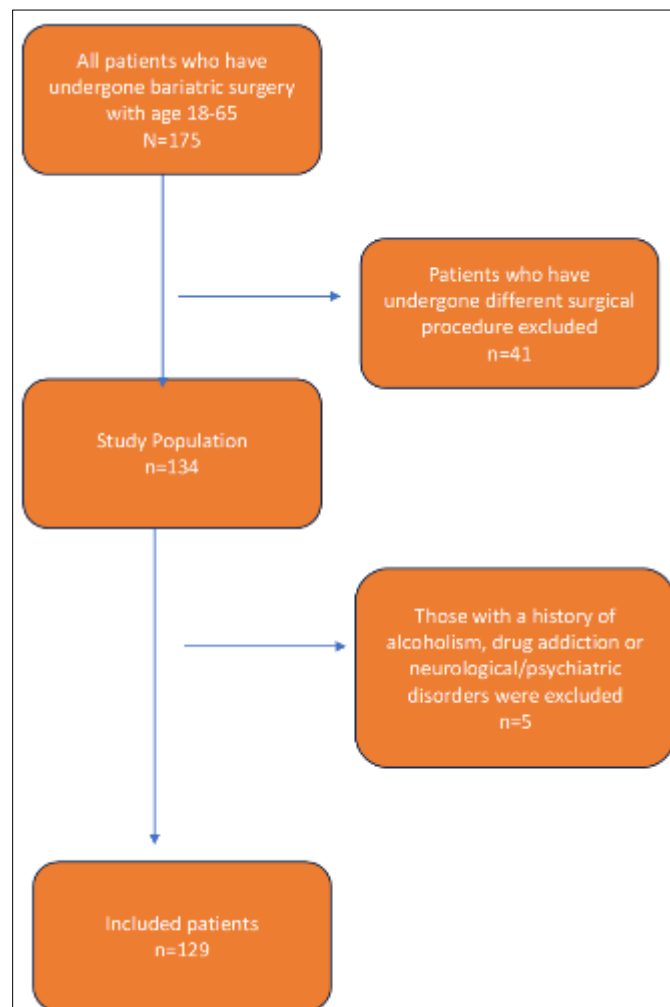 All patients who have
undergone bariatric surgery
with age 18-65
N=175
Patients who have
undergone different surgical
procedure excluded
n=41
Study Population
n=134
Those with a history of
alcoholism, drug addiction or
neurological/psychiatric
disorders were excluded
n=5
Included patients
n=129